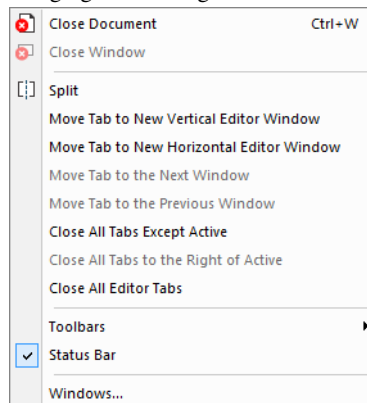 Close Document Ctrl+W
Close Window
Split
Move Tab to New Vertical Editor Window
Move Tab to New Horizontal Editor Window
Move Tab to the Next Window
Move Tab to the Previous Window
Close All Tabs Except Active
Close All Tabs to the Right of Active
Close All Editor Tabs
Toolbars
Status Bar
Windows...